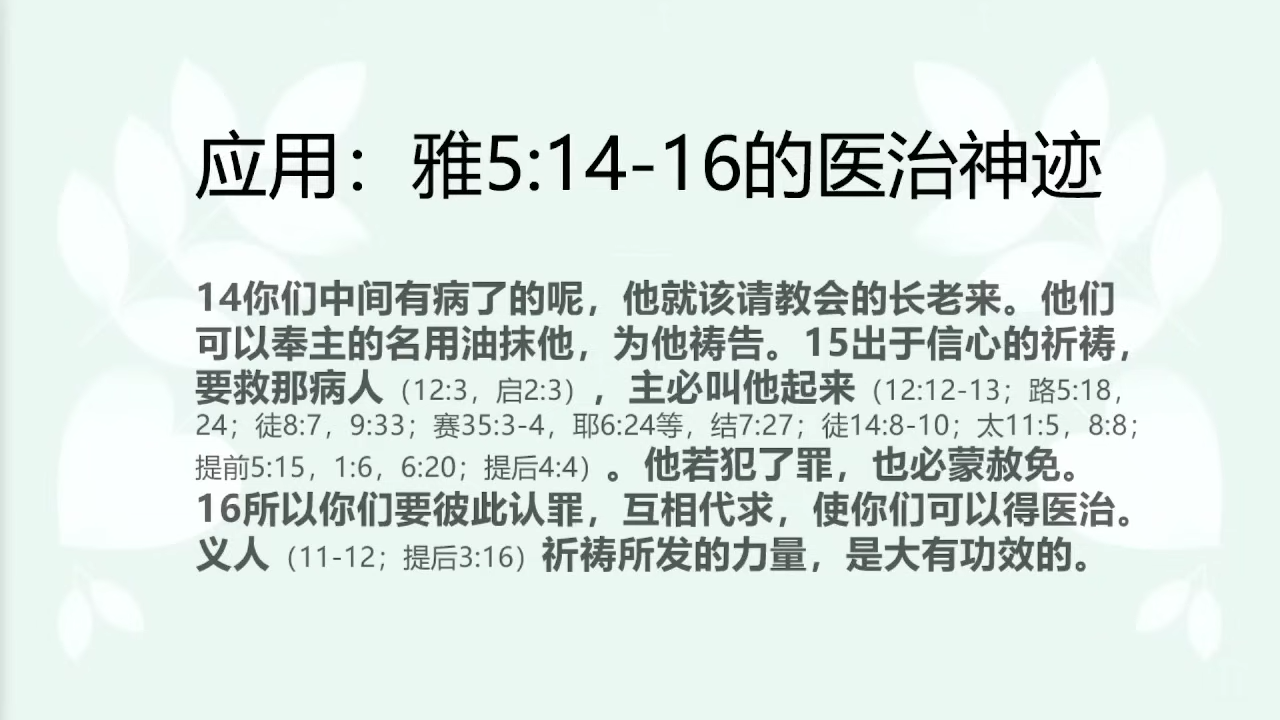 应用：雅5:14-16的医治神迹
14你们中间有病了的呢，他就该请教会的长老来。他们
可以奉主的名用油抹他，为他祷告。15出于信心的祈祷，
要救那病人（12:3，启2:3），主必叫他起来（12:12-13；路5:18，
24；徒8:7，9:33；赛35:3-4，耶6:24等，结7:27；徒14:8-10；太11:5，8:8；
提前5:15，1:6，6:20；提后4:4）。他若犯了罪，也必蒙赦免。
16所以你们要彼此认罪，互相代求，使你们可以得医治。
义人（11-12；提后3:16）祈祷所发的力量，是大有功效的。